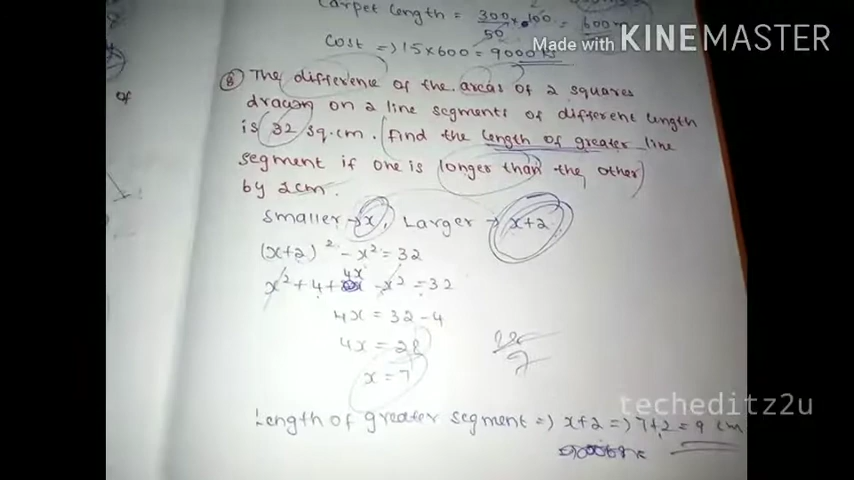 Carpet length = 300/50 × 100 = 600 m
Cost => 15×600 = 9000 Rs
Made with KINEMASTER
of
⑧ The difference of the areas of 2 squares
drawn on 2 line segments of different length
is 32 sq.cm. find the length of greater line
segment if one is longer than the other
by 2cm.
Smaller → x, Larger → x+2
(x+2)² - x² = 32
x² + 4 + 4x - x² = 32
4x = 32-4
4x = 28
x = 7
techeditz2u
Length of greater segment => x+2 => 7+2 = 9 cm